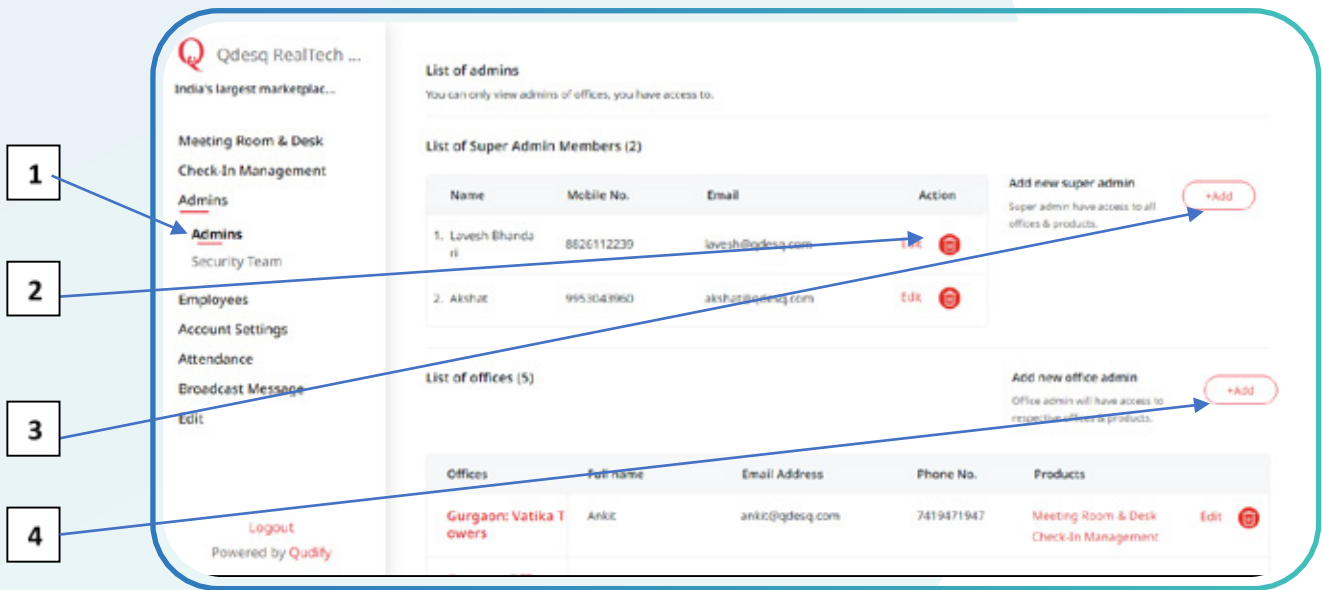 Qdesq RealTech ...
India's largest marketplac...
Meeting Room & Desk
Check-In Management
Admins
Admins
Security Team
Employees
Account Settings
Attendance
Broadcast Message
Edit
Logout
Powered by Qudify
1
2
3
4
List of admins
You can only view admins of offices, you have access to.
List of Super Admin Members (2)
Name Mobile No. Email Action
1. Lavesh Bhanda
ri
8826112239 lavesh@qdesq.com Edit
2. Akshat 9953043960 akshat@qdesq.com Edit
Add new super admin
Super admin have access to all
offices & products.
+Add
List of offices (5)
Add new office admin
Office admin will have access to
respective offices & products.
+Add
Offices Full name Email Address Phone No. Products
Gurgaon: Vatika T
owers
Ankit ankit@qdesq.com 7419471947 Meeting Room & Desk
Check-In Management
Edit